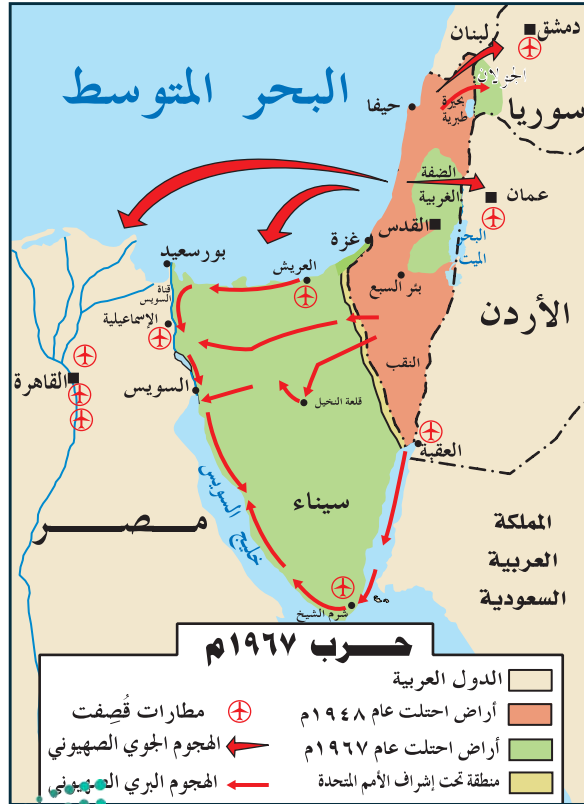 دمشق
لبنان
الجولان
سوريا
البحر المتوسط
حيفا
بحيرة
طبرية
الضفة
الغربية
عمان
القدس
البحر
الميت
غزة
بورسعيد
العريش
قناة
السويس
بئر السبع
الأردن
الإسماعيلية
النقب
القاهرة
السويس
قلعة النخيل
العقبة
سيناء
خليج السويس
مصر
المملكة
العربية
السعودية
شرم الشيخ
حرب ١٩٦٧م
الدول العربية
أراض احتلت عام ١٩٤٨م
أراض احتلت عام ١٩٦٧م
منطقة تحت إشراف الأمم المتحدة
مطارات قُصِفت
الهجوم الجوي الصهيوني
الهجوم البري الصهيوني